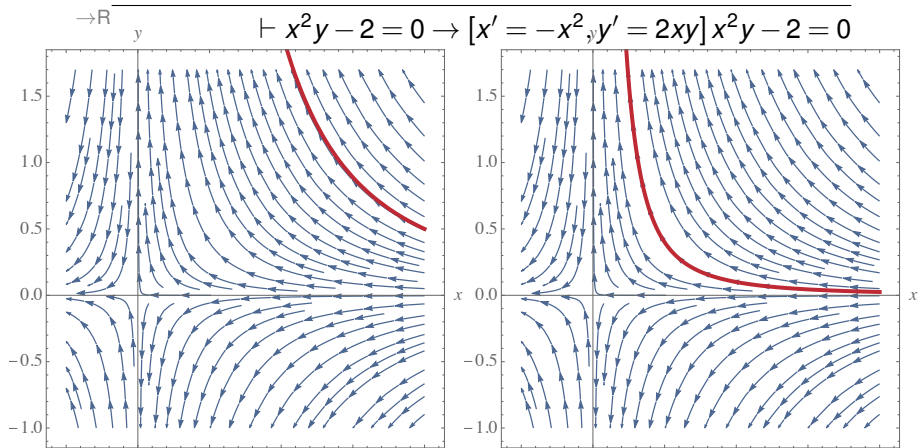 →R ⊢ x²y − 2 = 0 → [x′ = −x², y′ = 2xy] x²y − 2 = 0
y y
1.5 1.5
1.0 1.0
0.5 0.5
0.0 x 0.0 x
−0.5 −0.5
−1.0 −1.0